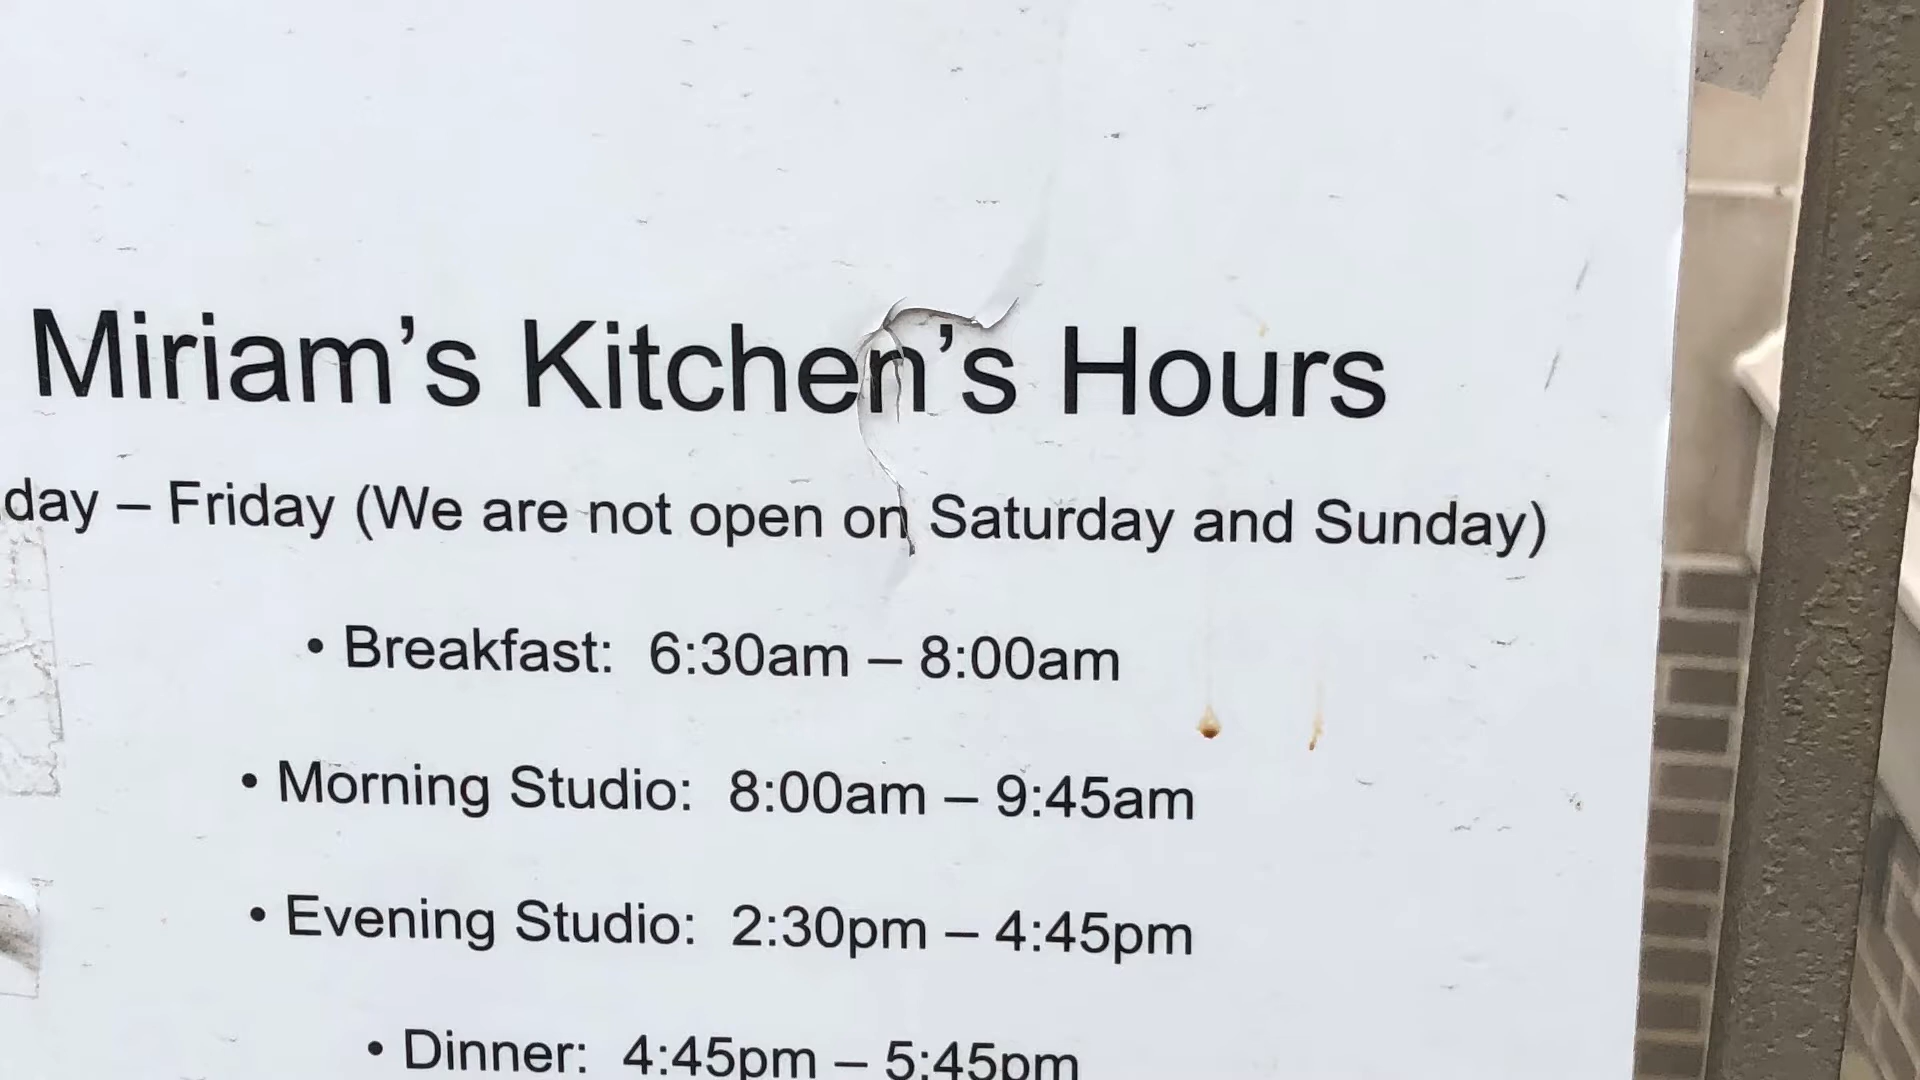 Miriam’s Kitchen’s Hours
day – Friday (We are not open on Saturday and Sunday)
• Breakfast: 6:30am – 8:00am
• Morning Studio: 8:00am – 9:45am
• Evening Studio: 2:30pm – 4:45pm
• Dinner: 4:45pm – 5:45pm